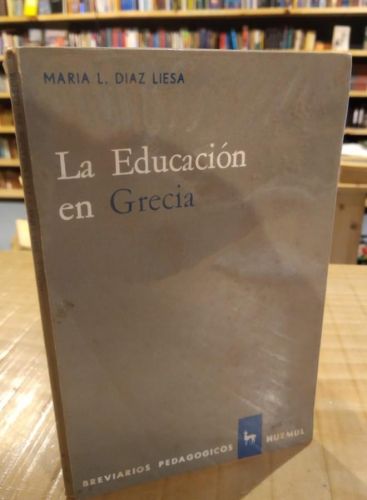 MARIA L. DIAZ LIESA
La Educación
en Grecia
BREVIARIOS PEDAGOGICOS HUEMUL